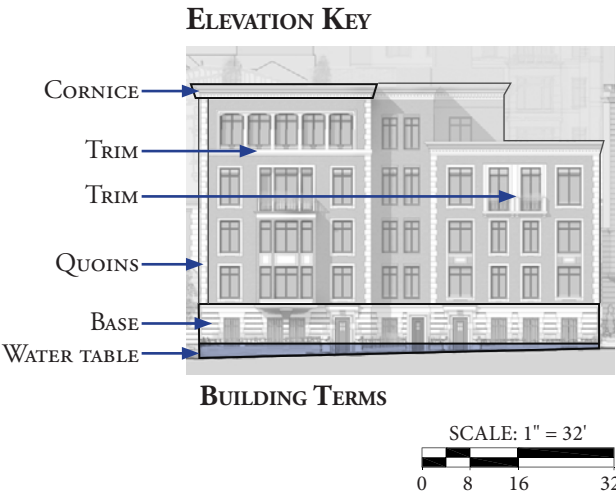 ELEVATION KEY
CORNICE
TRIM
TRIM
QUOINS
BASE
WATER TABLE
BUILDING TERMS
SCALE: 1" = 32'
0 8 16 32